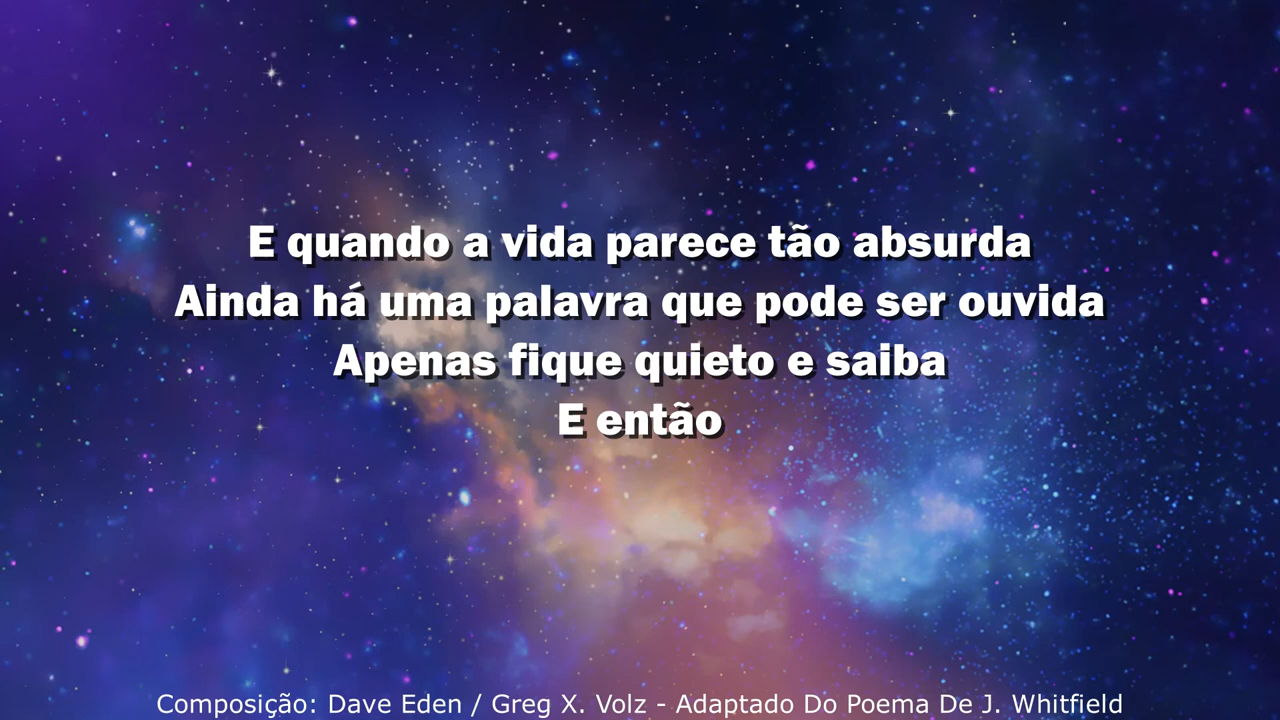 E quando a vida parece tão absurda
Ainda há uma palavra que pode ser ouvida
Apenas fique quieto e saiba
E então
Composição: Dave Eden / Greg X. Volz - Adaptado Do Poema De J. Whitfield